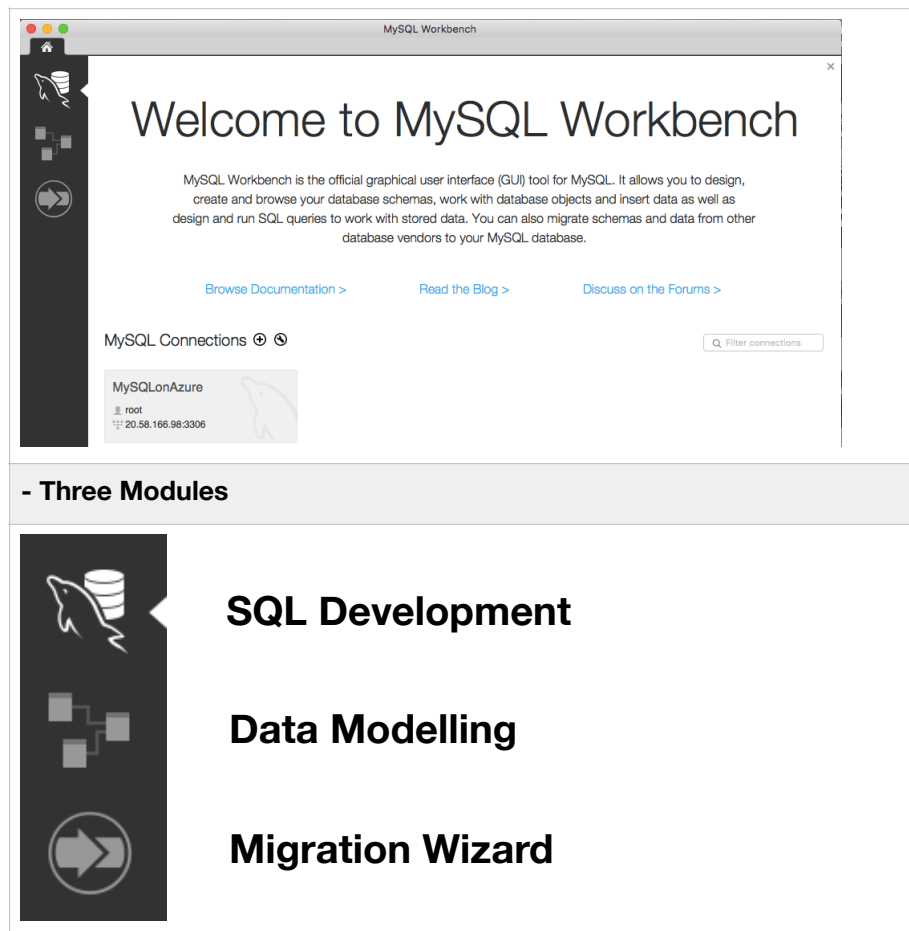 MySQL Workbench
Welcome to MySQL Workbench
MySQL Workbench is the official graphical user interface (GUI) tool for MySQL. It allows you to design,
create and browse your database schemas, work with database objects and insert data as well as
design and run SQL queries to work with stored data. You can also migrate schemas and data from other
database vendors to your MySQL database.
Browse Documentation > Read the Blog > Discuss on the Forums >
MySQL Connections Filter connections
MySQLonAzure
root
20.58.166.98:3306
- Three Modules
SQL Development
Data Modelling
Migration Wizard